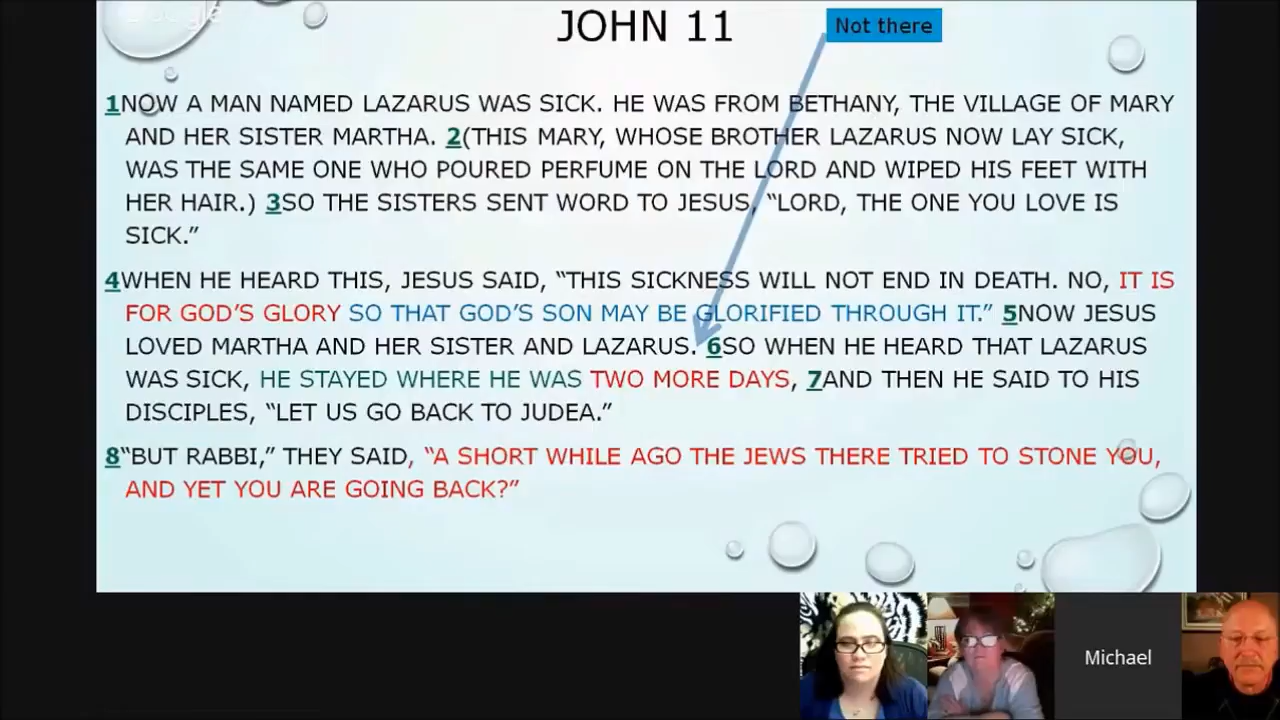 JOHN 11
Not there
1NOW A MAN NAMED LAZARUS WAS SICK. HE WAS FROM BETHANY, THE VILLAGE OF MARY
AND HER SISTER MARTHA. 2(THIS MARY, WHOSE BROTHER LAZARUS NOW LAY SICK,
WAS THE SAME ONE WHO POURED PERFUME ON THE LORD AND WIPED HIS FEET WITH
HER HAIR.) 3SO THE SISTERS SENT WORD TO JESUS, “LORD, THE ONE YOU LOVE IS
SICK.”
4WHEN HE HEARD THIS, JESUS SAID, “THIS SICKNESS WILL NOT END IN DEATH. NO, IT IS
FOR GOD’S GLORY SO THAT GOD’S SON MAY BE GLORIFIED THROUGH IT.” 5NOW JESUS
LOVED MARTHA AND HER SISTER AND LAZARUS. 6SO WHEN HE HEARD THAT LAZARUS
WAS SICK, HE STAYED WHERE HE WAS TWO MORE DAYS, 7AND THEN HE SAID TO HIS
DISCIPLES, “LET US GO BACK TO JUDEA.”
8“BUT RABBI,” THEY SAID, “A SHORT WHILE AGO THE JEWS THERE TRIED TO STONE YOU,
AND YET YOU ARE GOING BACK?”
Michael